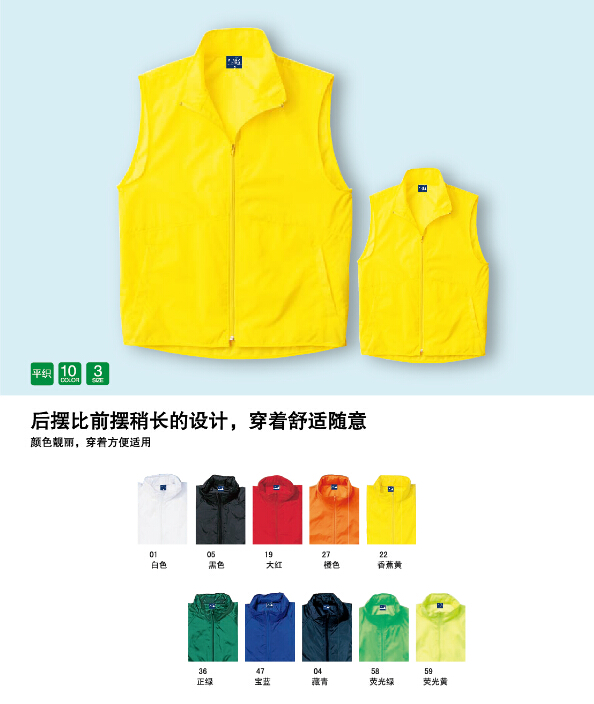 平织
10
COLOR
3
SIZE
后摆比前摆稍长的设计，穿着舒适随意
颜色靓丽，穿着方便适用
01 05 19 27 22
白色 黑色 大红 橙色 香蕉黄
36 47 04 58 59
正绿 宝蓝 藏青 荧光绿 荧光黄